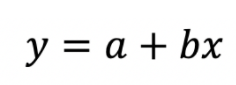 y = a + bx